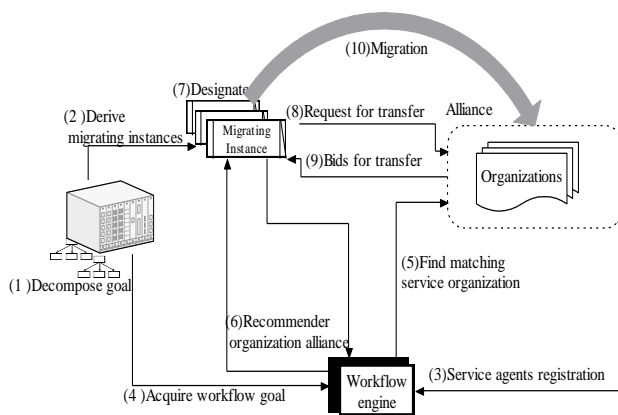 (10)Migration
(7)Designate
(2 )Derive
migrating instances
(8)Request for transfer
Alliance
Migrating
Instance
(9)Bids for transfer
Organizations
(1 )Decompose goal
(5)Find matching
service organization
(6)Recommender
organization alliance
(3)Service agents registration
Workflow
engine
(4 )Acquire workflow goal